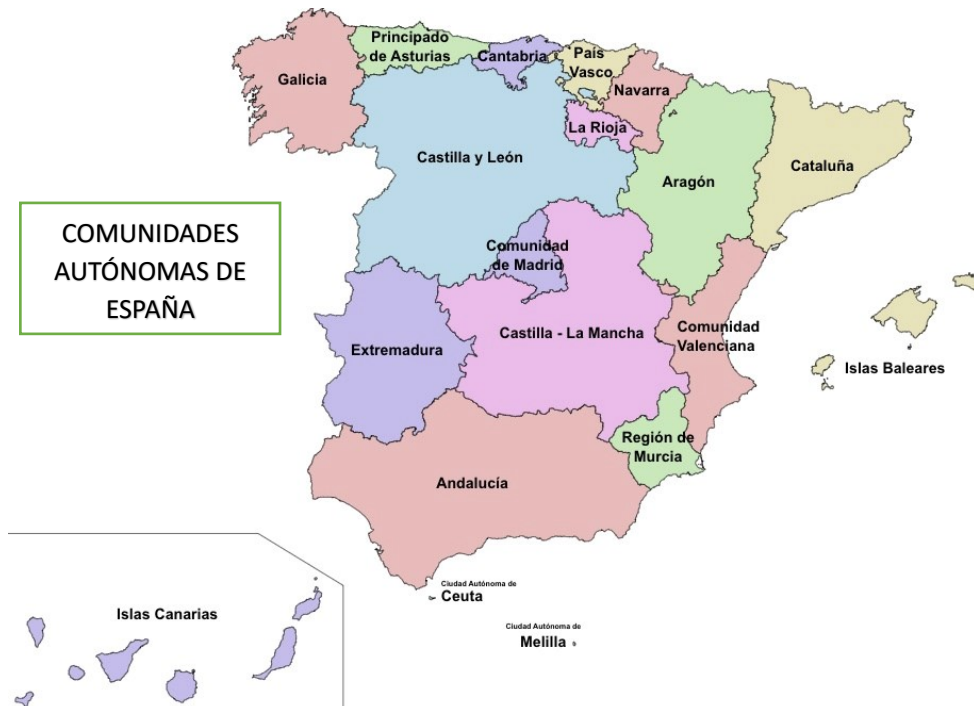 Principado
de Asturias
Cantabria
País
Vasco
Galicia
Navarra
La Rioja
Castilla y León
Cataluña
Aragón
COMUNIDADES
AUTÓNOMAS DE
ESPAÑA
Comunidad
de Madrid
Castilla - La Mancha
Comunidad
Valenciana
Extremadura
Islas Baleares
Región de
Murcia
Andalucía
Ciudad Autónoma de
Ceuta
Islas Canarias
Ciudad Autónoma de
Melilla